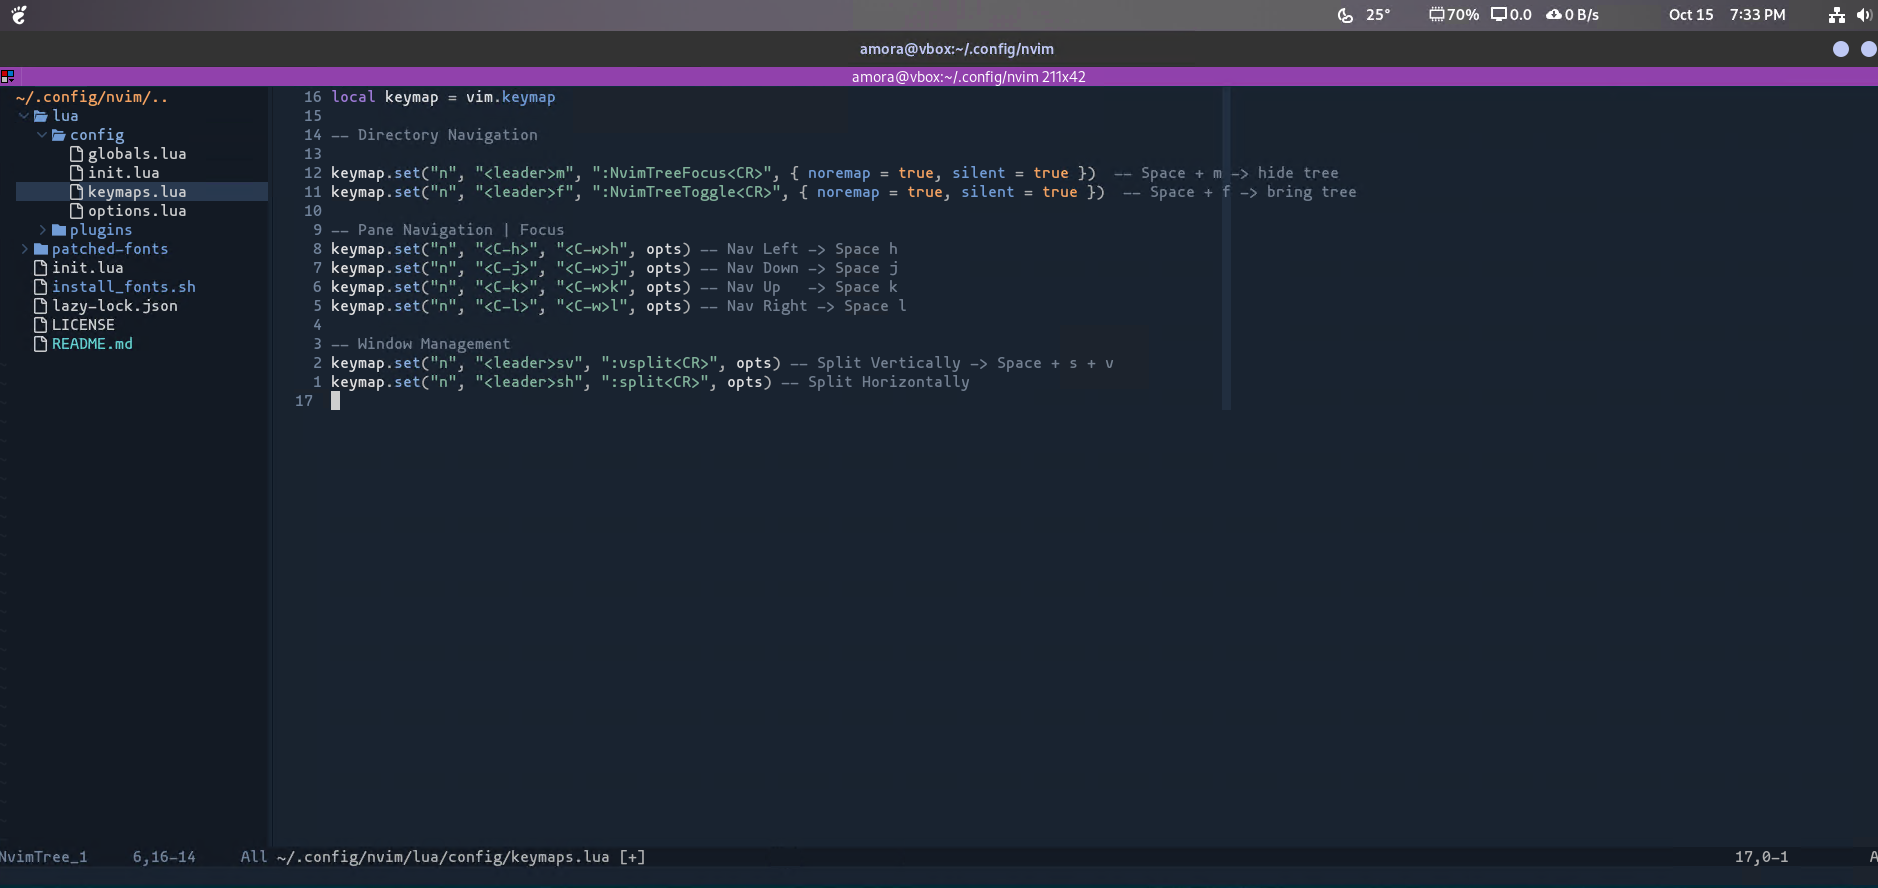 25° 70% 0.0 0 B/s Oct 15 7:33 PM
amora@vbox:~/.config/nvim
amora@vbox:~/.config/nvim 211x42
~/.config/nvim/..
lua
config
globals.lua
init.lua
keymaps.lua
options.lua
plugins
patched-fonts
init.lua
install_fonts.sh
lazy-lock.json
LICENSE
README.md
16 local keymap = vim.keymap
15
14 -- Directory Navigation
13
12 keymap.set("n", "<leader>m", ":NvimTreeFocus<CR>", { noremap = true, silent = true })  -- Space + m -> hide tree
11 keymap.set("n", "<leader>f", ":NvimTreeToggle<CR>", { noremap = true, silent = true })  -- Space + f -> bring tree
10
9 -- Pane Navigation | Focus
8 keymap.set("n", "<C-h>", "<C-w>h", opts) -- Nav Left -> Space h
7 keymap.set("n", "<C-j>", "<C-w>j", opts) -- Nav Down -> Space j
6 keymap.set("n", "<C-k>", "<C-w>k", opts) -- Nav Up   -> Space k
5 keymap.set("n", "<C-l>", "<C-w>l", opts) -- Nav Right -> Space l
4
3 -- Window Management
2 keymap.set("n", "<leader>sv", ":vsplit<CR>", opts) -- Split Vertically -> Space + s + v
1 keymap.set("n", "<leader>sh", ":split<CR>", opts) -- Split Horizontally
17
NvimTree_1 6,16-14 All ~/.config/nvim/lua/config/keymaps.lua [+] 17,0-1 A